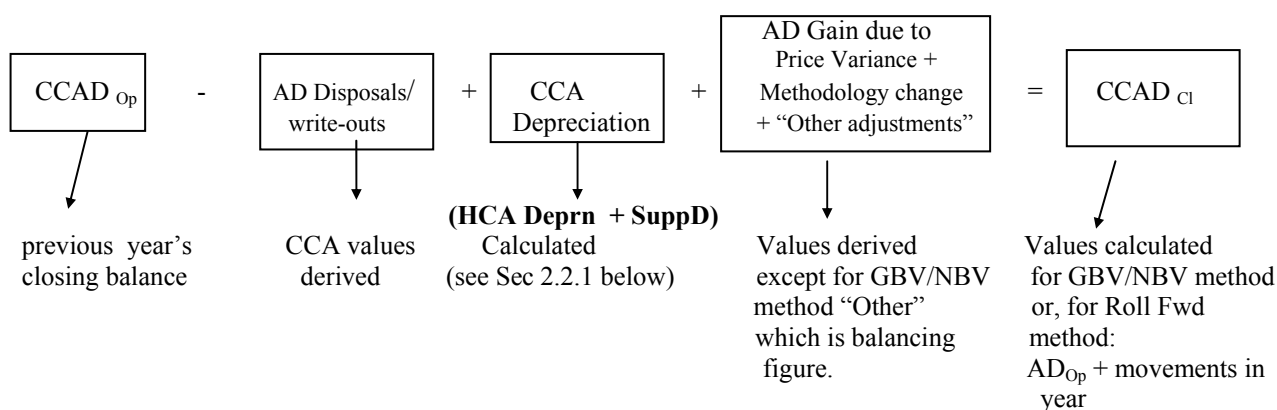 AD Gain due to
Price Variance +
Methodology change
+ “Other adjustments”
CCAD Op
-
AD Disposals/
write-outs
+
CCA
Depreciation
+
=
CCAD Cl
(HCA Deprn + SuppD)
previous year’s
closing balance
CCA values
derived
Calculated
(see Sec 2.2.1 below)
Values derived
except for GBV/NBV
method “Other”
which is balancing
figure.
Values calculated
for GBV/NBV method
or, for Roll Fwd
method:
ADOp + movements in
year